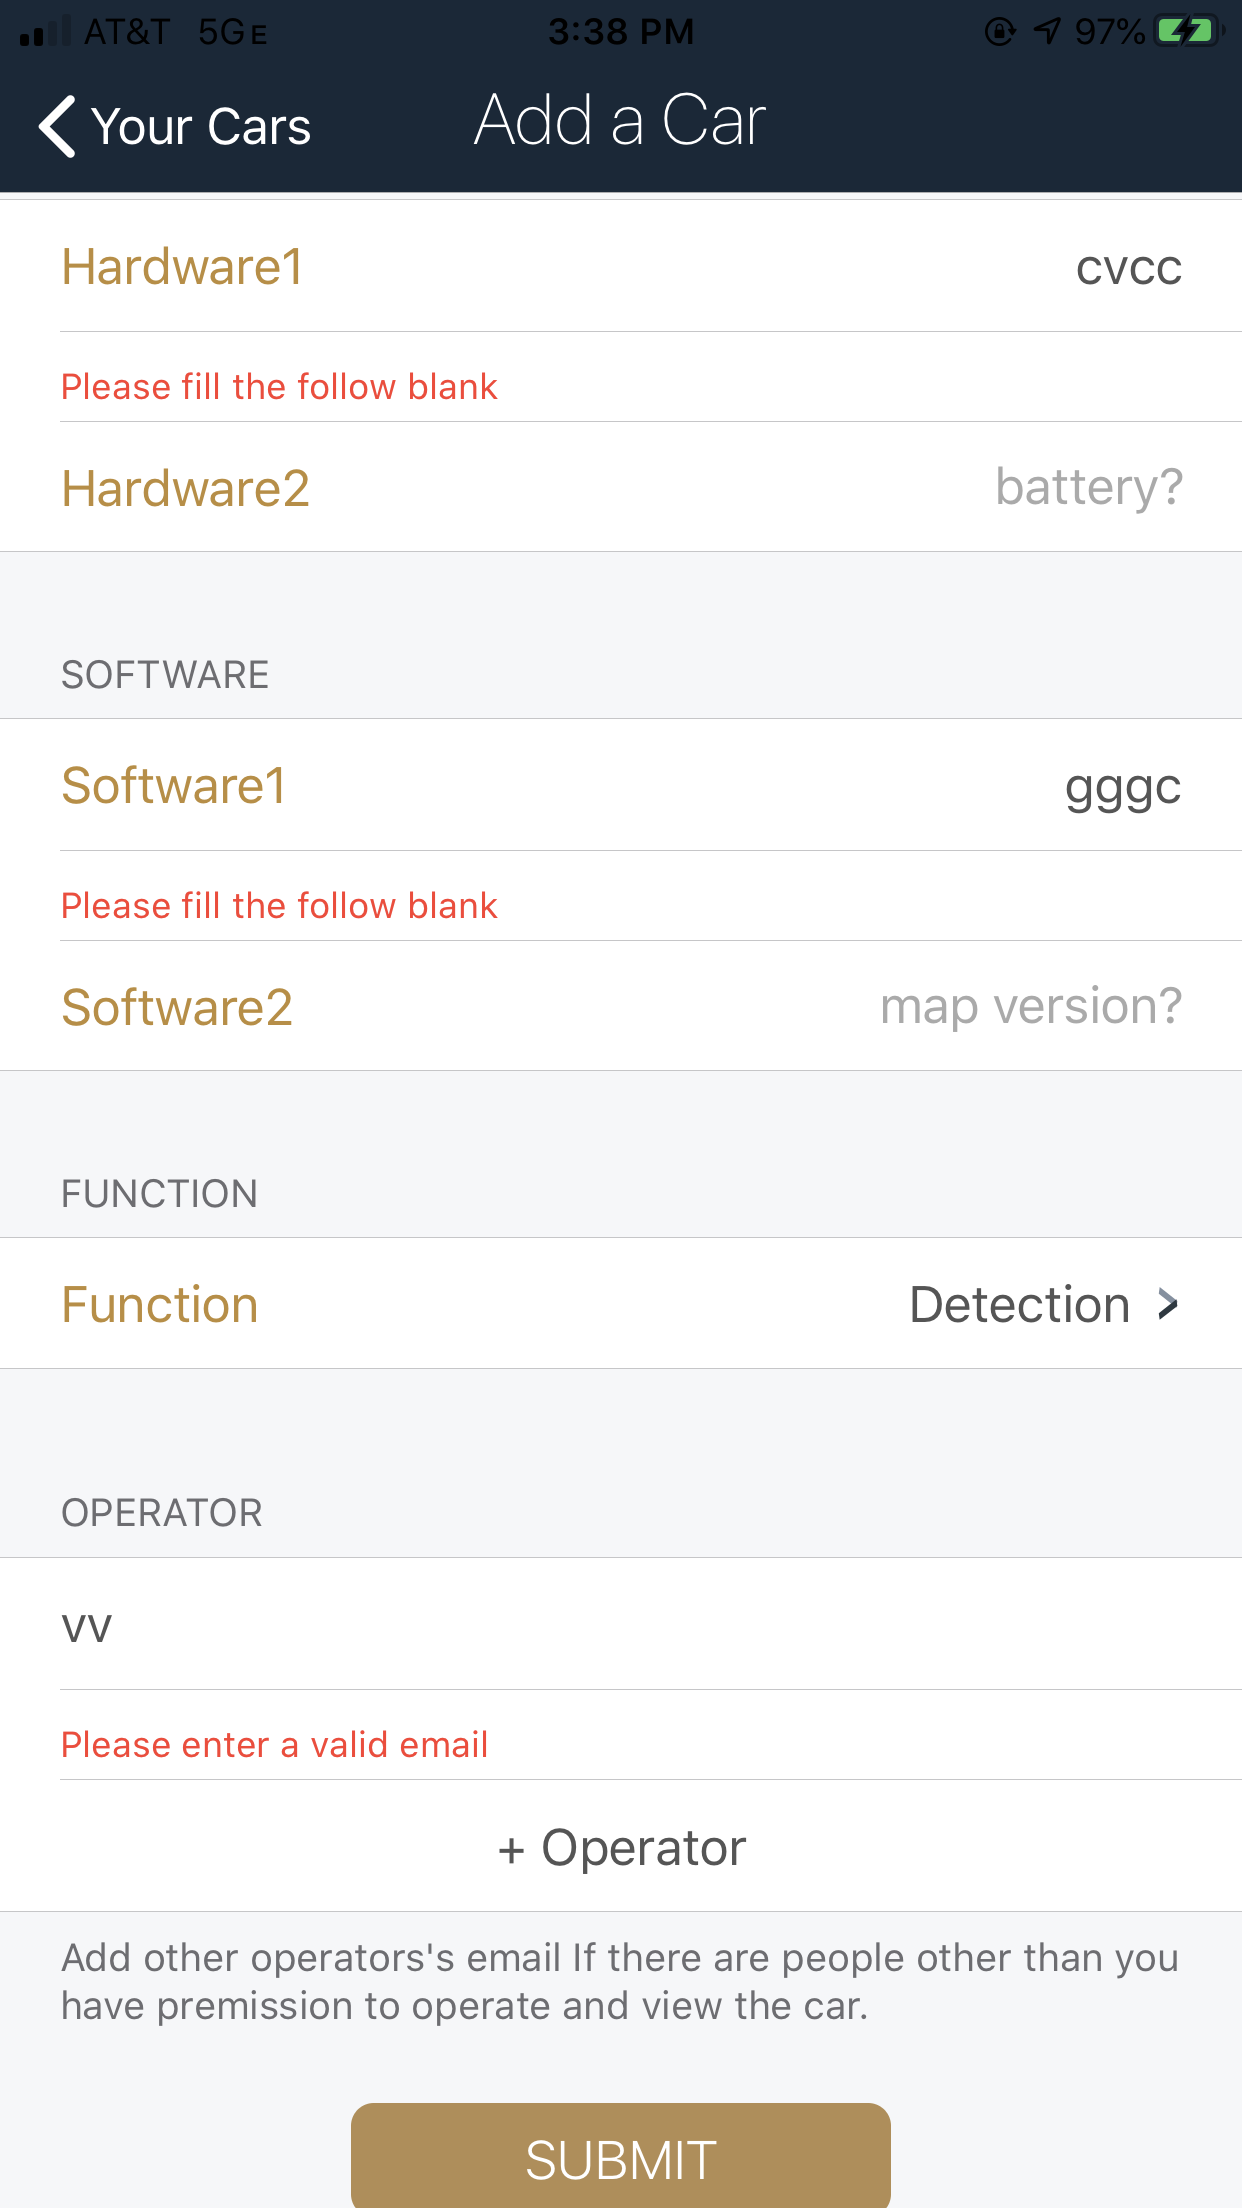 AT&T 5GE 3:38 PM 97%
Your Cars Add a Car
Hardware1 cvcc
Please fill the follow blank
Hardware2 battery?
SOFTWARE
Software1 gggc
Please fill the follow blank
Software2 map version?
FUNCTION
Function Detection
OPERATOR
vv
Please enter a valid email
+ Operator
Add other operators's email If there are people other than you
have premission to operate and view the car.
SUBMIT